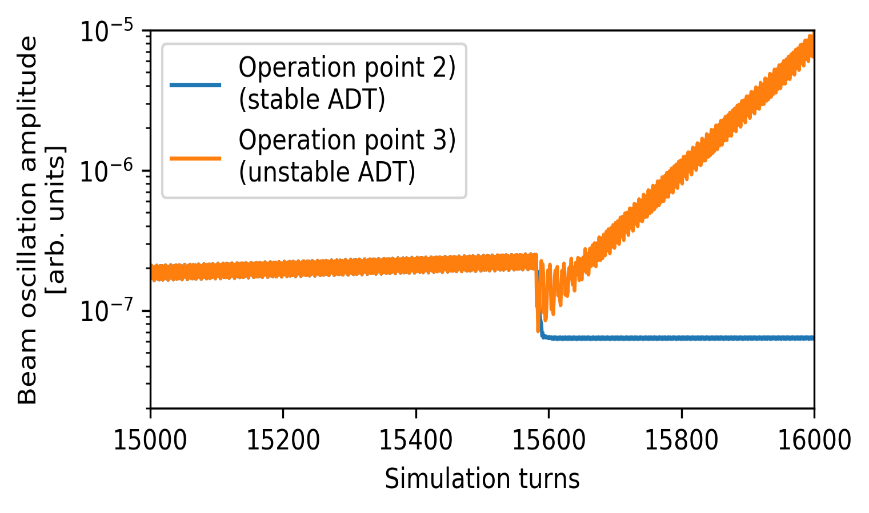 10⁻⁵
10⁻⁶
10⁻⁷
Beam oscillation amplitude
[arb. units]
Operation point 2)
(stable ADT)
Operation point 3)
(unstable ADT)
15000 15200 15400 15600 15800 16000
Simulation turns